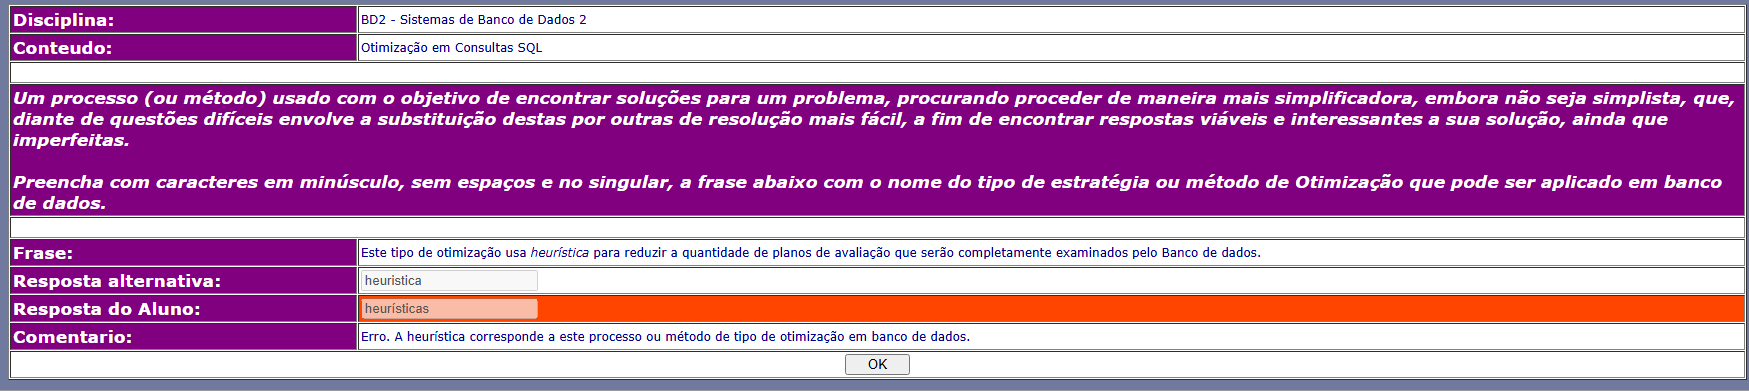 Disciplina: BD2 - Sistemas de Banco de Dados 2
Conteudo: Otimização em Consultas SQL
Um processo (ou método) usado com o objetivo de encontrar soluções para um problema, procurando proceder de maneira mais simplificadora, embora não seja simplista, que,
diante de questões difíceis envolve a substituição destas por outras de resolução mais fácil, a fim de encontrar respostas viáveis e interessantes a sua solução, ainda que
imperfeitas.
Preencha com caracteres em minúsculo, sem espaços e no singular, a frase abaixo com o nome do tipo de estratégia ou método de Otimização que pode ser aplicado em banco
de dados.
Frase: Este tipo de otimização usa heurística para reduzir a quantidade de planos de avaliação que serão completamente examinados pelo Banco de dados.
Resposta alternativa: heuristica
Resposta do Aluno: heurísticas
Comentario: Erro. A heurística corresponde a este processo ou método de tipo de otimização em banco de dados.
OK